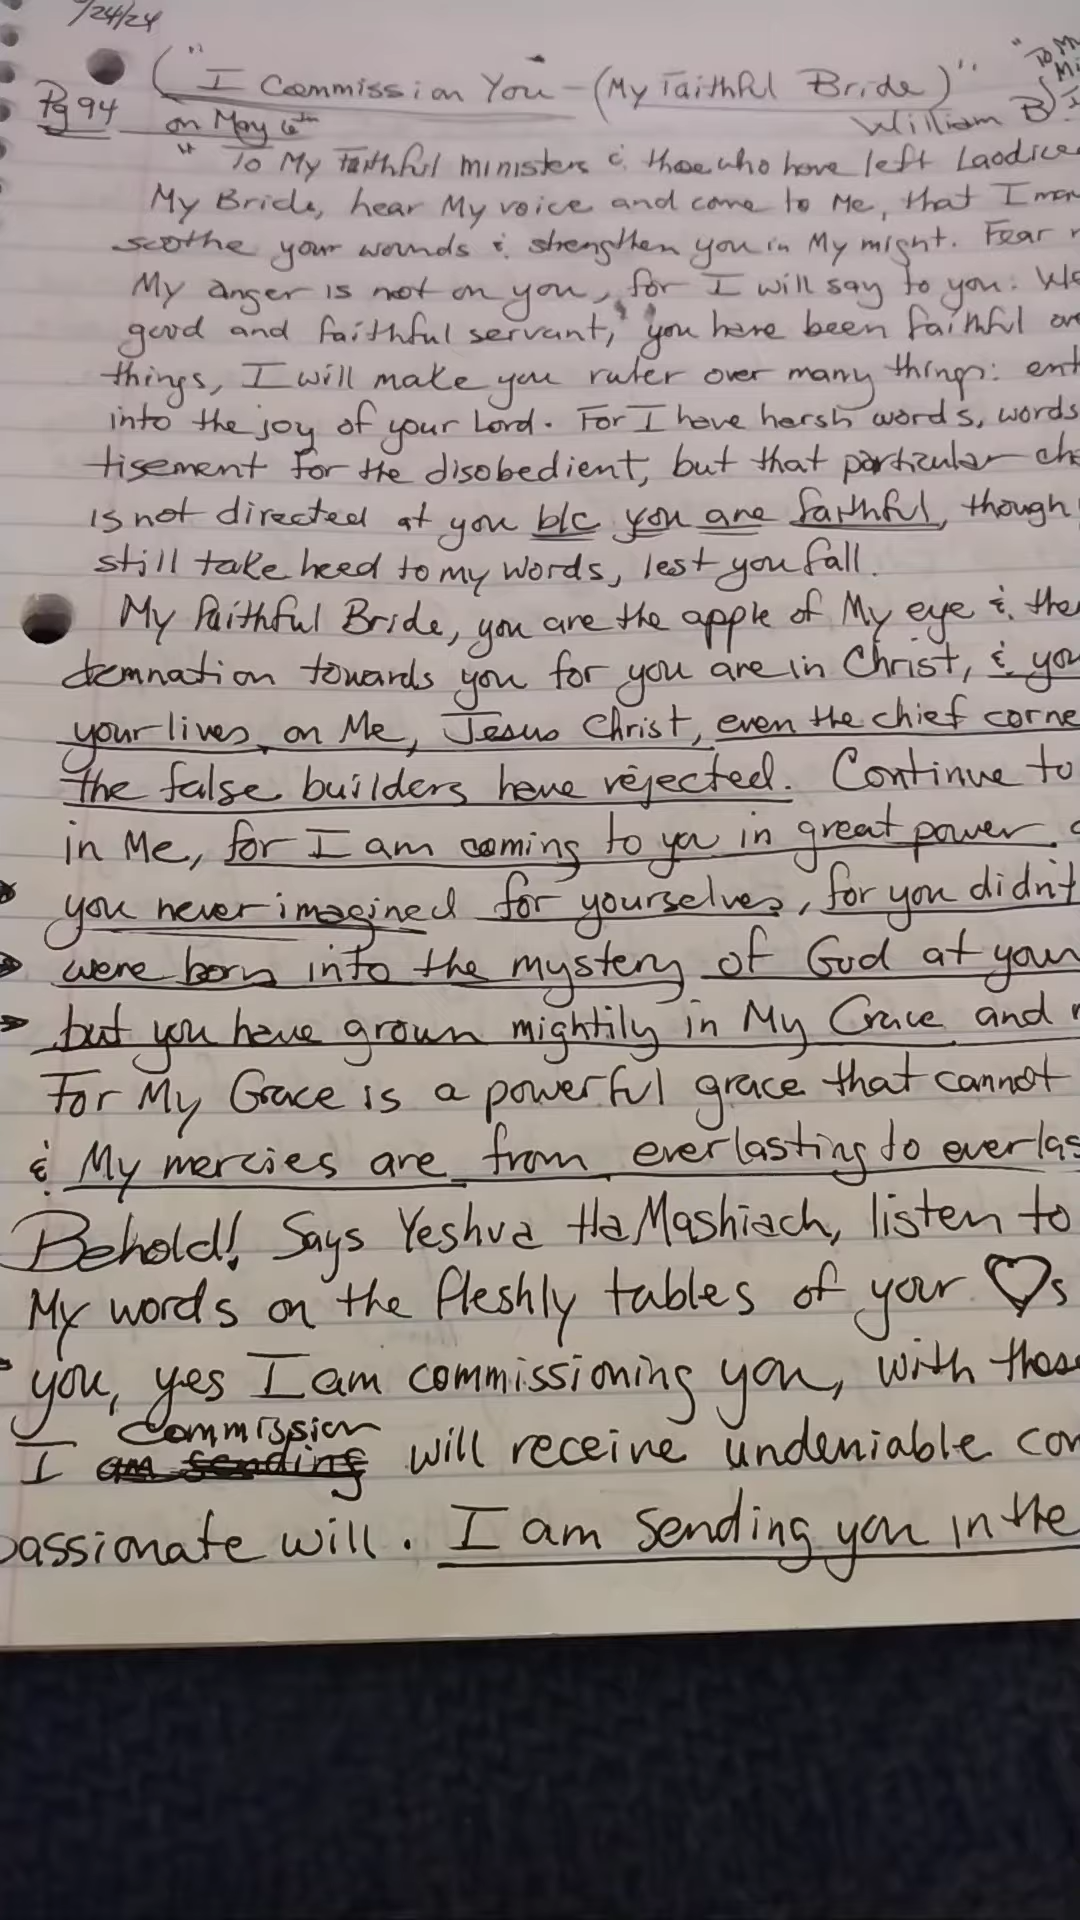 /24/24
("I Commission You - (My Faithful Bride)" "To My
Pg 94 on May 6th William B
"To My Faithful ministers & those who have left Laodice
My Bride, hear My voice and come to Me, that I may
soothe your wounds & strengthen you in My might. Fear
My anger is not on you, for I will say to you: We
good and faithful servant, you have been faithful ove
things, I will make you ruler over many things: ent
into the joy of your Lord. For I have harsh words, words
tisement for the disobedient, but that particular cha
is not directed at you b/c you are faithful, though
still take heed to my words, lest you fall.
My Faithful Bride, you are the apple of My eye & the
demnation towards you for you are in Christ, & you
your lives on Me, Jesus Christ, even the chief corne
the false builders have rejected. Continue to
in Me, for I am coming to you in great power
you never imagined for yourselves, for you didn't
were born into the mystery of God at your
but you have grown mightily in My Grace and
For My Grace is a powerful grace that cannot
& My mercies are from everlasting to everlas
Behold! Says Yeshua HaMashiach, listen to
My words on the fleshly tables of your ♡s
you, yes I am commissioning you, with those
commission
I am sending will receive undeniable con
passionate will. I am sending you in the